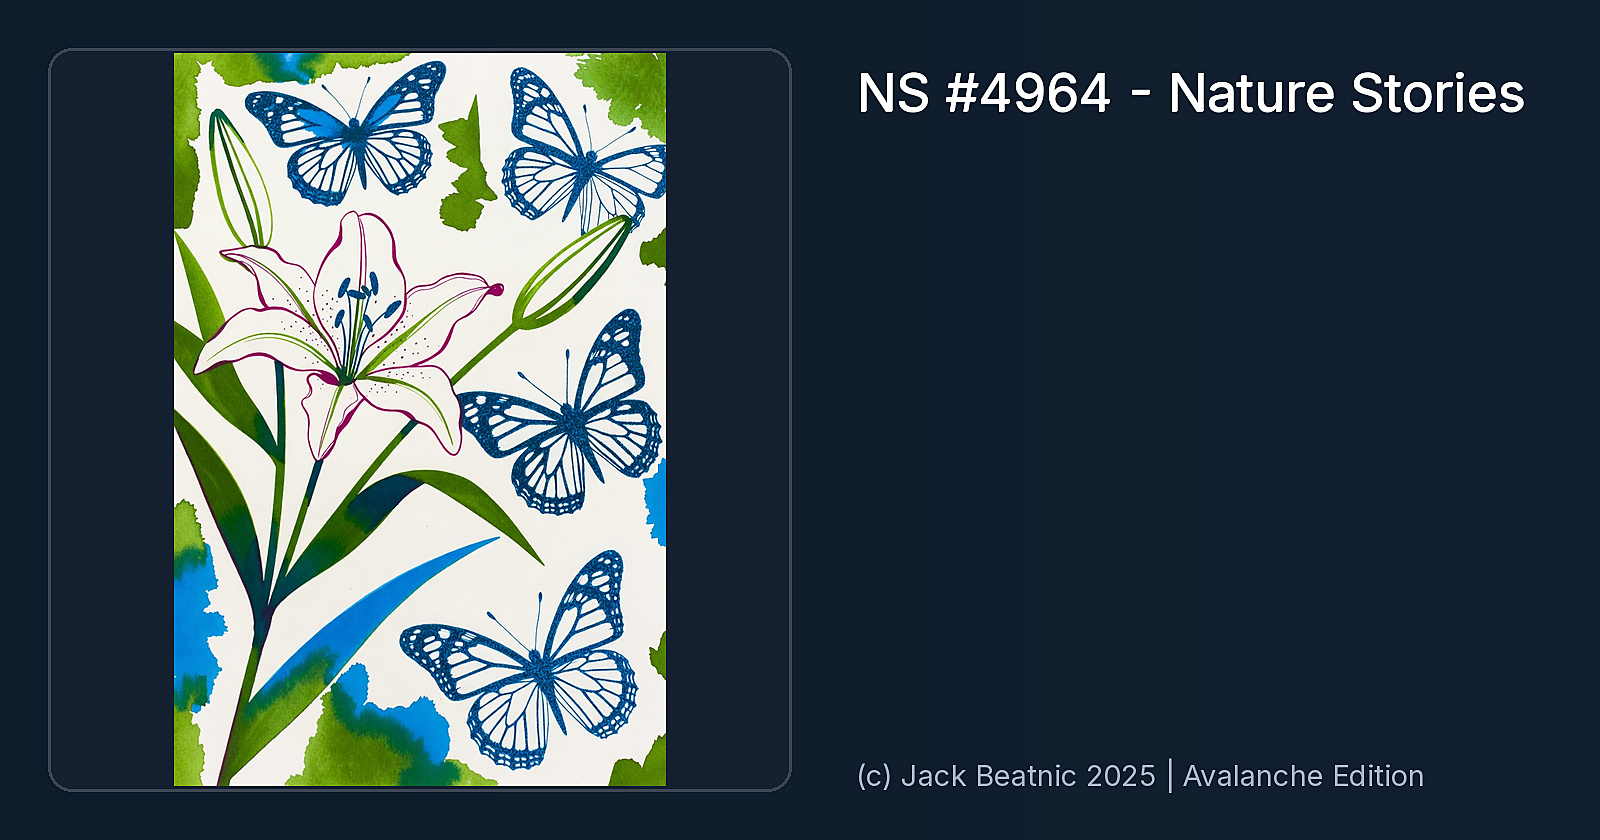 NS #4964 - Nature Stories
(c) Jack Beatnic 2025 | Avalanche Edition